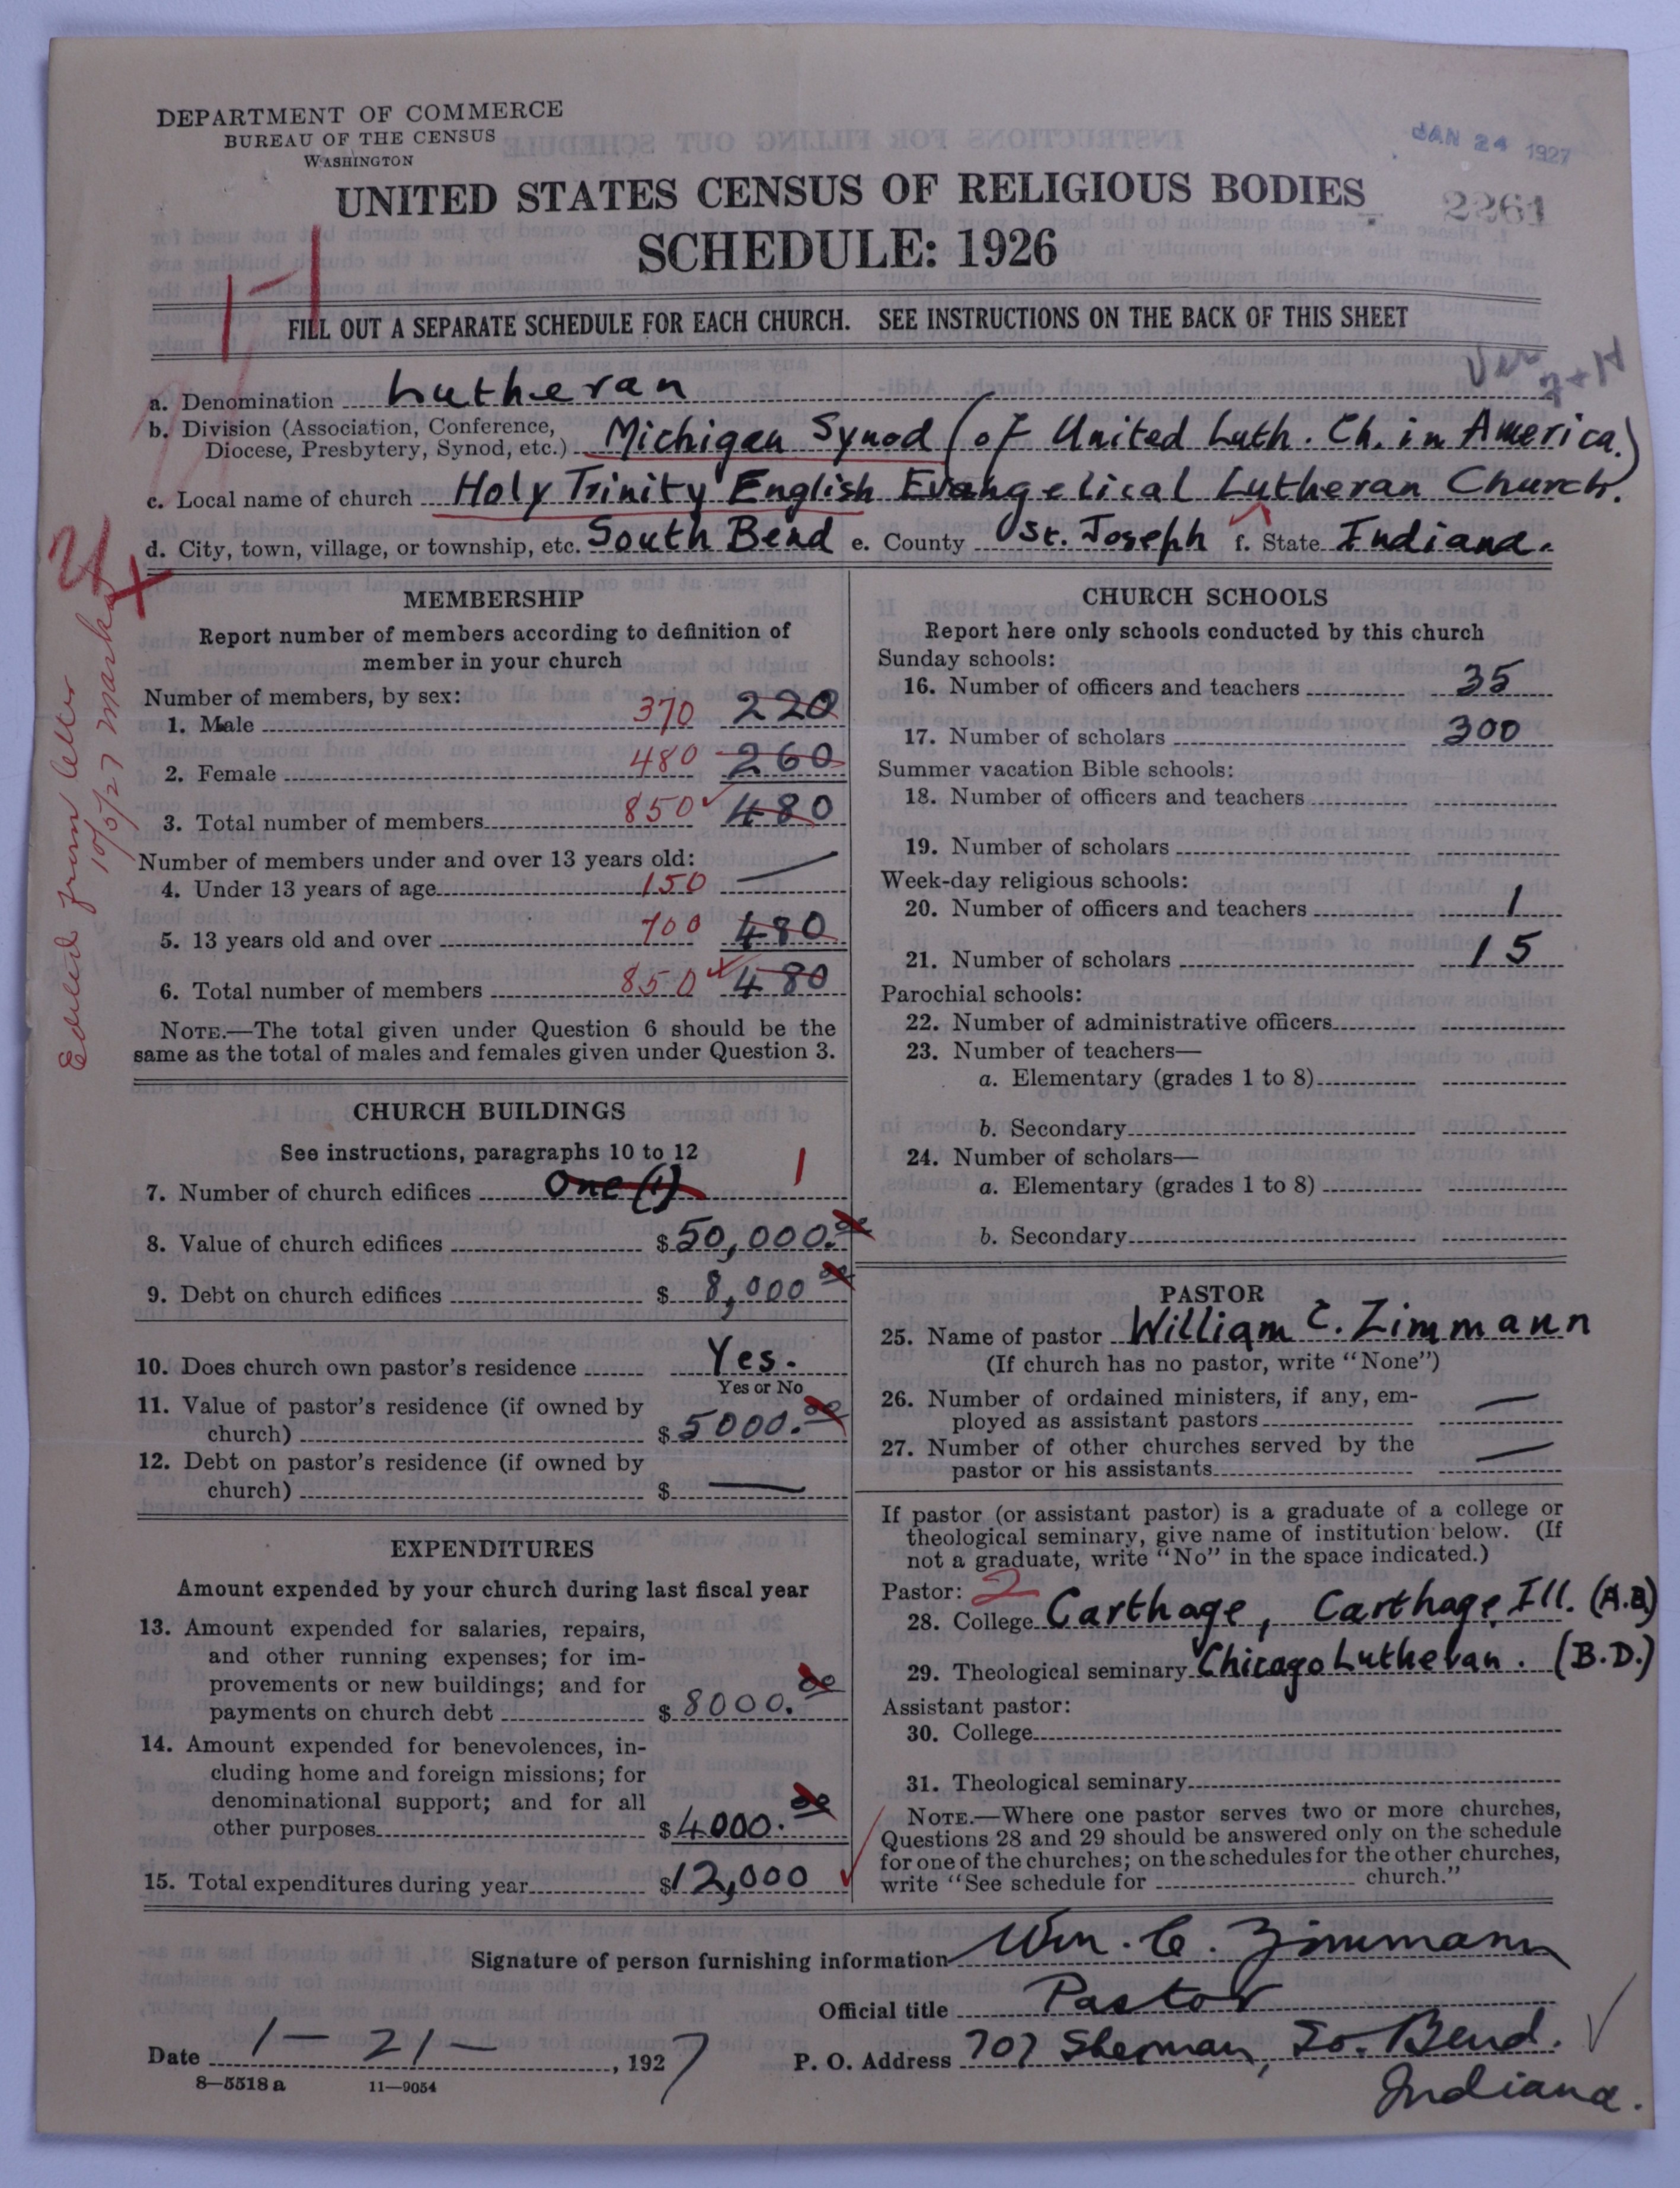 DEPARTMENT OF COMMERCE
BUREAU OF THE CENSUS
WASHINGTON
JAN 24 1927
UNITED STATES CENSUS OF RELIGIOUS BODIES
2261
SCHEDULE: 1926
FILL OUT A SEPARATE SCHEDULE FOR EACH CHURCH. SEE INSTRUCTIONS ON THE BACK OF THIS SHEET
a. Denomination Lutheran
b. Division (Association, Conference,
Diocese, Presbytery, Synod, etc.) Michigan Synod (of United Luth. Ch. in America.)
c. Local name of church Holy Trinity English Evangelical Lutheran Church.
d. City, town, village, or township, etc. South Bend e. County St. Joseph f. State Indiana.
Edited from letter
10/5/27
MEMBERSHIP
Report number of members according to definition of
member in your church
Number of members, by sex:
1. Male 370 220
2. Female 480 260
3. Total number of members 850 480
Number of members under and over 13 years old:
4. Under 13 years of age 150 —
5. 13 years old and over 700 480
6. Total number of members 850 480
NOTE.—The total given under Question 6 should be the
same as the total of males and females given under Question 3.
CHURCH BUILDINGS
See instructions, paragraphs 10 to 12
7. Number of church edifices One (1) 1
8. Value of church edifices $ 50,000.00
9. Debt on church edifices $ 8,000 00
10. Does church own pastor's residence Yes.
Yes or No
11. Value of pastor's residence (if owned by
church) $ 5000.00
12. Debt on pastor's residence (if owned by
church) $ —
EXPENDITURES
Amount expended by your church during last fiscal year
13. Amount expended for salaries, repairs,
and other running expenses; for im-
provements or new buildings; and for
payments on church debt $ 8000.00
14. Amount expended for benevolences, in-
cluding home and foreign missions; for
denominational support; and for all
other purposes $ 4000.00
15. Total expenditures during year $ 12,000
CHURCH SCHOOLS
Report here only schools conducted by this church
Sunday schools:
16. Number of officers and teachers 35
17. Number of scholars 300
Summer vacation Bible schools:
18. Number of officers and teachers
19. Number of scholars
Week-day religious schools:
20. Number of officers and teachers 1
21. Number of scholars 15
Parochial schools:
22. Number of administrative officers
23. Number of teachers—
a. Elementary (grades 1 to 8)
b. Secondary
24. Number of scholars—
a. Elementary (grades 1 to 8)
b. Secondary
PASTOR
25. Name of pastor William C. Zimmann
(If church has no pastor, write "None")
26. Number of ordained ministers, if any, em-
ployed as assistant pastors —
27. Number of other churches served by the
pastor or his assistants —
If pastor (or assistant pastor) is a graduate of a college or
theological seminary, give name of institution below. (If
not a graduate, write "No" in the space indicated.)
Pastor: 2
28. College Carthage, Carthage, Ill. (A.B.)
29. Theological seminary Chicago Lutheran. (B.D.)
Assistant pastor:
30. College
31. Theological seminary
NOTE.—Where one pastor serves two or more churches,
Questions 28 and 29 should be answered only on the schedule
for one of the churches; on the schedules for the other churches,
write "See schedule for church."
Signature of person furnishing information Wm. C. Zimmann
Official title Pastor
Date 1-21-, 1927
P. O. Address 707 Sherman, So. Bend.
Indiana.
8—5518 a 11—9054